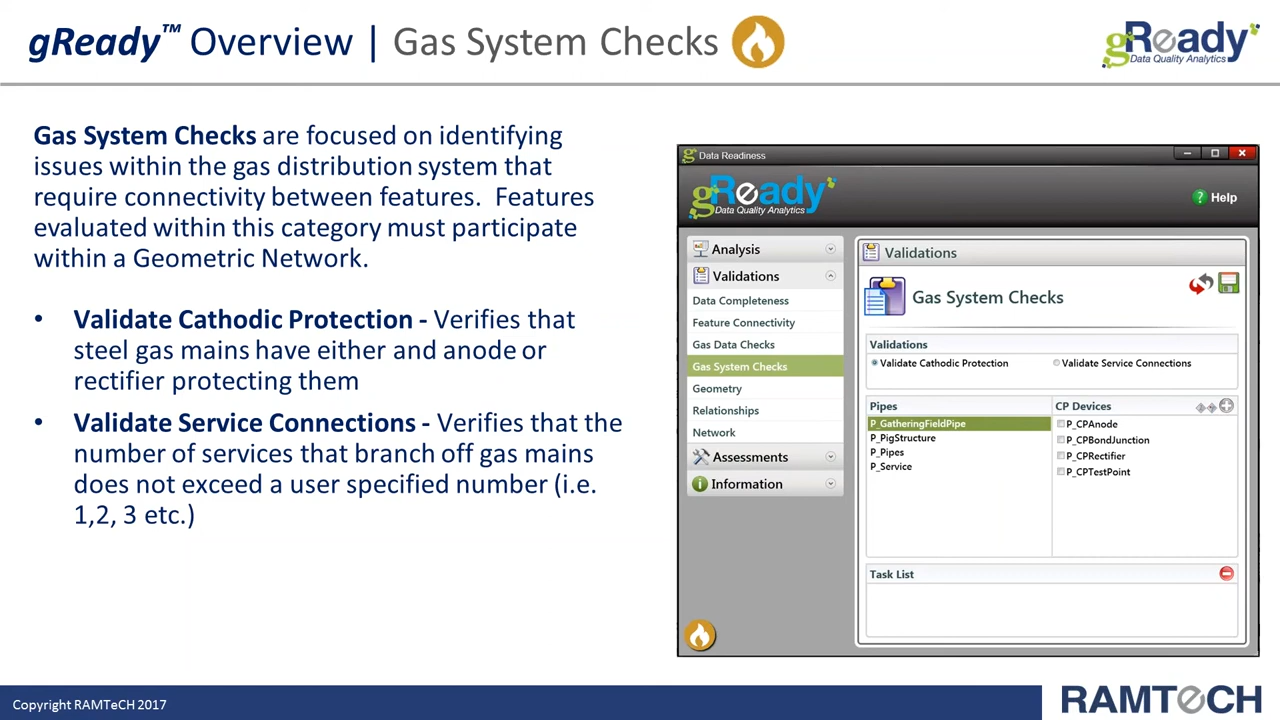 gReady™ Overview | Gas System Checks
gReady
Data Quality Analytics
Gas System Checks are focused on identifying
issues within the gas distribution system that
require connectivity between features. Features
evaluated within this category must participate
within a Geometric Network.
• Validate Cathodic Protection - Verifies that
steel gas mains have either and anode or
rectifier protecting them
• Validate Service Connections - Verifies that the
number of services that branch off gas mains
does not exceed a user specified number (i.e.
1,2, 3 etc.)
Data Readiness
gReady
Data Quality Analytics
Help
Analysis
Validations
Data Completeness
Feature Connectivity
Gas Data Checks
Gas System Checks
Geometry
Relationships
Network
Assessments
Information
Validations
Gas System Checks
Validations
Validate Cathodic Protection
Validate Service Connections
Pipes
P_GatheringFieldPipe
P_PigStructure
P_Pipes
P_Service
CP Devices
P_CPAnode
P_CPBondJunction
P_CPRectifier
P_CPTestPoint
Task List
Copyright RAMTeCH 2017
RAMTeCH